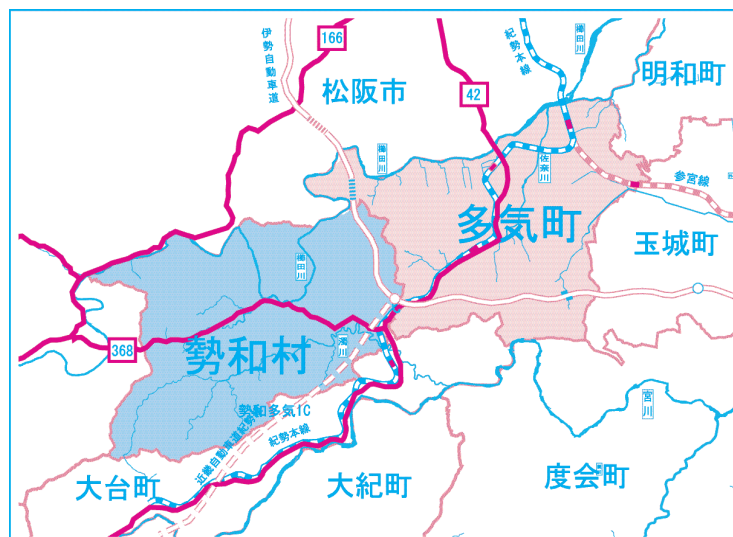 伊勢自動車道
166
紀勢本線
櫛田川
明和町
松阪市
42
櫛田川
佐奈川
参宮線
多気町
玉城町
櫛田川
368
勢和村
濁川
勢和多気IC
近畿自動車道紀勢線
紀勢本線
宮川
大台町
大紀町
度会町